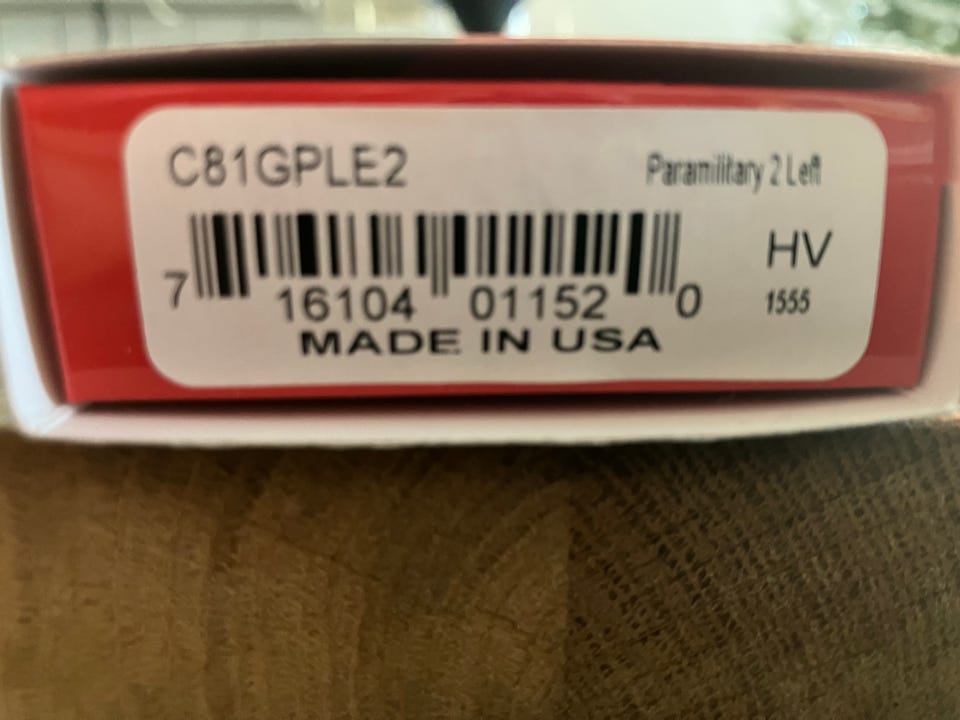 C81GPLE2 Paramilitary 2 Left
HV
7 16104 01152 0 1555
MADE IN USA